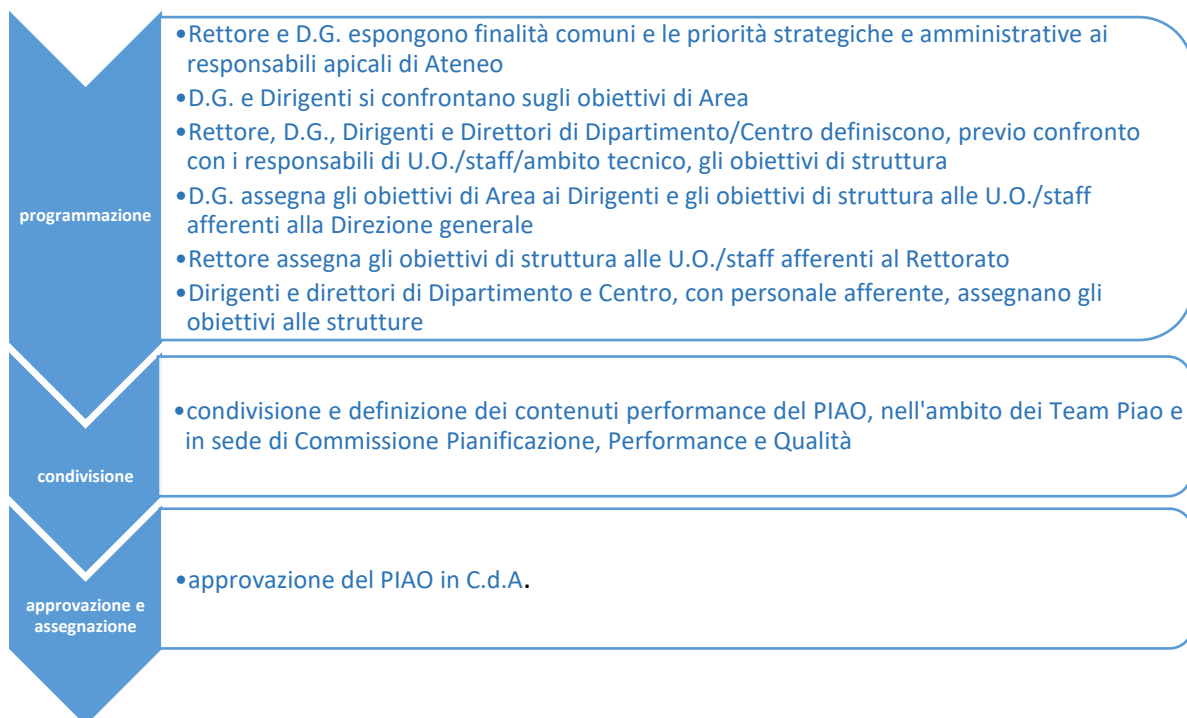 programmazione
•Rettore e D.G. espongono finalità comuni e le priorità strategiche e amministrative ai
responsabili apicali di Ateneo
•D.G. e Dirigenti si confrontano sugli obiettivi di Area
•Rettore, D.G., Dirigenti e Direttori di Dipartimento/Centro definiscono, previo confronto
con i responsabili di U.O./staff/ambito tecnico, gli obiettivi di struttura
•D.G. assegna gli obiettivi di Area ai Dirigenti e gli obiettivi di struttura alle U.O./staff
afferenti alla Direzione generale
•Rettore assegna gli obiettivi di struttura alle U.O./staff afferenti al Rettorato
•Dirigenti e direttori di Dipartimento e Centro, con personale afferente, assegnano gli
obiettivi alle strutture
condivisione
•condivisione e definizione dei contenuti performance del PIAO, nell'ambito dei Team Piao e
in sede di Commissione Pianificazione, Performance e Qualità
approvazione e
assegnazione
•approvazione del PIAO in C.d.A.